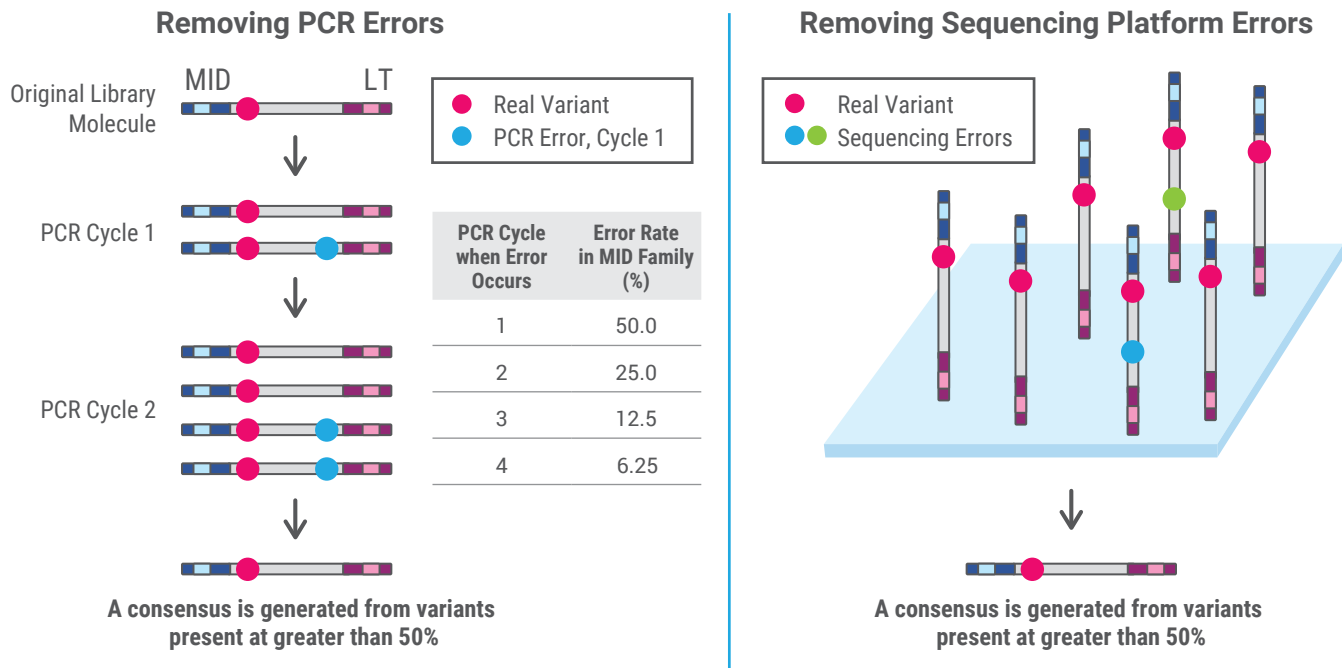 Removing PCR Errors
MID
LT
Original Library
Molecule
Real Variant
PCR Error, Cycle 1
PCR Cycle 1
PCR Cycle
when Error
Occurs
Error Rate
in MID Family
(%)
1 50.0
2 25.0
3 12.5
4 6.25
PCR Cycle 2
A consensus is generated from variants
present at greater than 50%
Removing Sequencing Platform Errors
Real Variant
Sequencing Errors
A consensus is generated from variants
present at greater than 50%